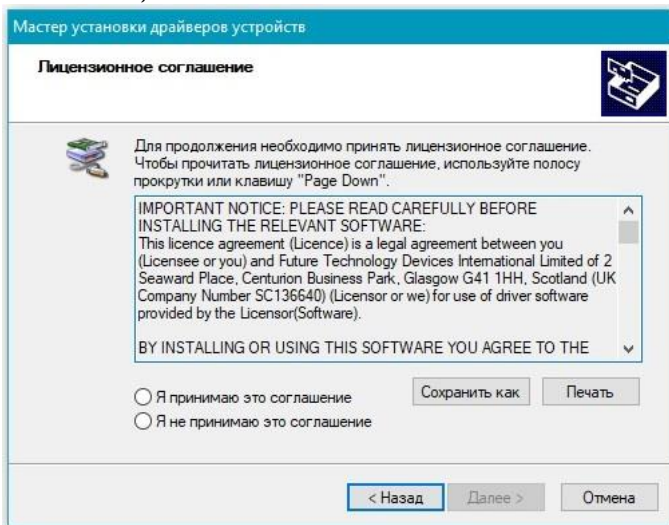 Мастер установки драйверов устройств
Лицензионное соглашение
Для продолжения необходимо принять лицензионное соглашение.
Чтобы прочитать лицензионное соглашение, используйте полосу
прокрутки или клавишу "Page Down".
IMPORTANT NOTICE: PLEASE READ CAREFULLY BEFORE
INSTALLING THE RELEVANT SOFTWARE:
This licence agreement (Licence) is a legal agreement between you
(Licensee or you) and Future Technology Devices International Limited of 2
Seaward Place, Centurion Business Park, Glasgow G41 1HH, Scotland (UK
Company Number SC136640) (Licensor or we) for use of driver software
provided by the Licensor(Software).
BY INSTALLING OR USING THIS SOFTWARE YOU AGREE TO THE
Я принимаю это соглашение
Сохранить как
Печать
Я не принимаю это соглашение
< Назад
Далее >
Отмена